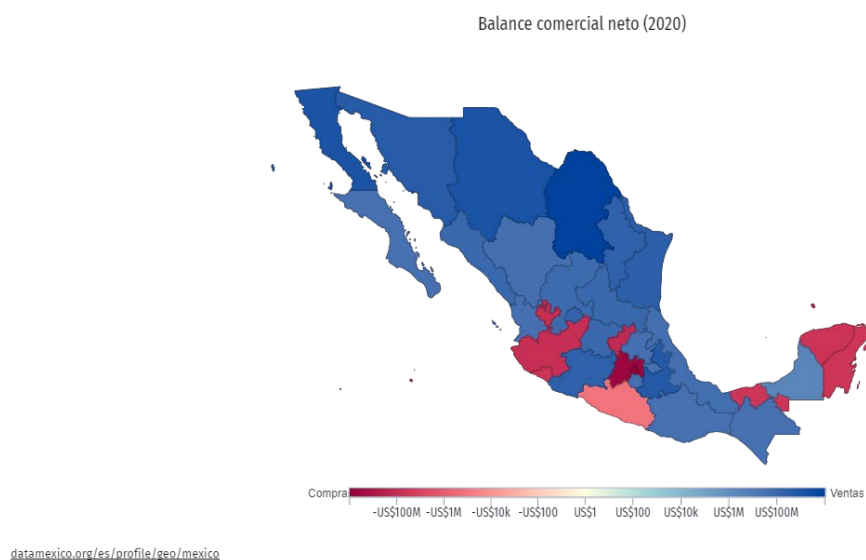 Balance comercial neto (2020)
Compra
Ventas
-US$100M -US$1M -US$10k -US$100 US$1 US$100 US$10k US$1M US$100M
datamexico.org/es/profile/geo/mexico